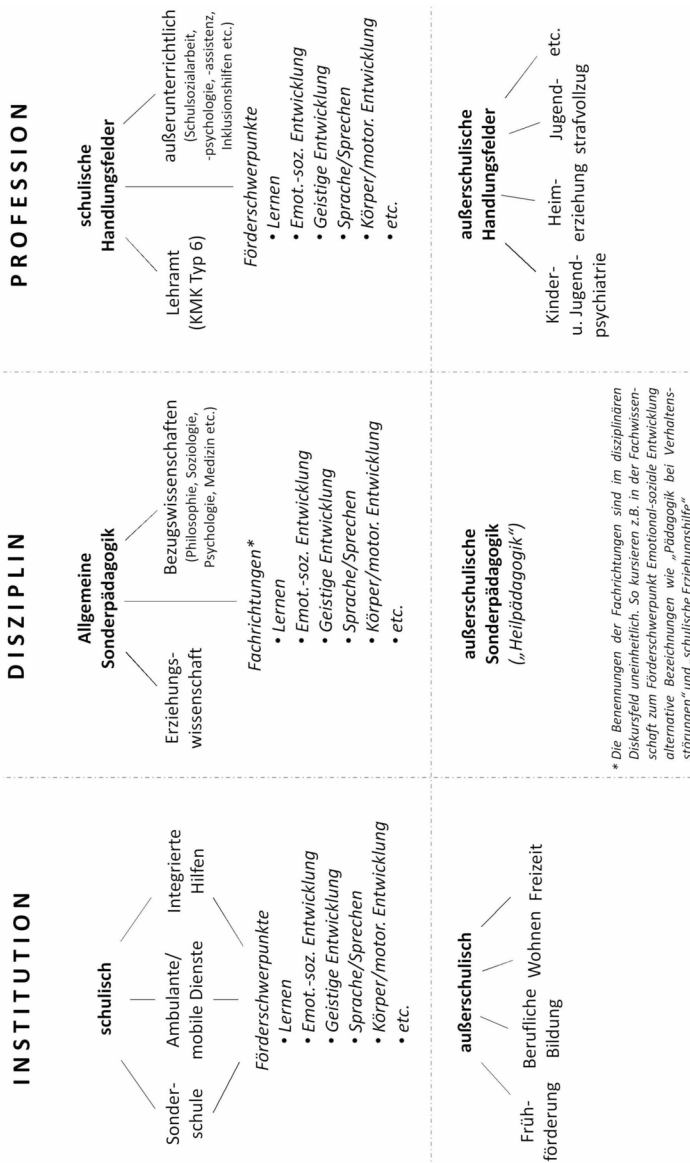 INSTITUTION
schulisch
Sonder-
schule
Ambulante/
mobile Dienste
Integrierte
Hilfen
Förderschwerpunkte
• Lernen
• Emot.-soz. Entwicklung
• Geistige Entwicklung
• Sprache/Sprechen
• Körper/motor. Entwicklung
• etc.
außerschulisch
Früh-
förderung
Berufliche
Bildung
Wohnen
Freizeit
DISZIPLIN
Allgemeine
Sonderpädagogik
Erziehungs-
wissenschaft
Bezugswissenschaften
(Philosophie, Soziologie,
Psychologie, Medizin etc.)
Fachrichtungen*
• Lernen
• Emot.-soz. Entwicklung
• Geistige Entwicklung
• Sprache/Sprechen
• Körper/motor. Entwicklung
• etc.
außerschulische
Sonderpädagogik
(„Heilpädagogik“)
* Die Benennungen der Fachrichtungen sind im disziplinären
Diskursfeld uneinheitlich. So kursieren z.B. in der Fachwissen-
schaft zum Förderschwerpunkt Emotional-soziale Entwicklung
alternative Bezeichnungen wie „Pädagogik bei Verhaltens-
störungen“ und „schulische Erziehungshilfe“
PROFESSION
schulische
Handlungsfelder
Lehramt
(KMK Typ 6)
außerunterrichtlich
(Schulsozialarbeit,
-psychologie, -assistenz,
Inklusionshilfen etc.)
Förderschwerpunkte
• Lernen
• Emot.-soz. Entwicklung
• Geistige Entwicklung
• Sprache/Sprechen
• Körper/motor. Entwicklung
• etc.
außerschulische
Handlungsfelder
Kinder-
u. Jugend-
psychiatrie
Heim-
erziehung
Jugend-
strafvollzug
etc.